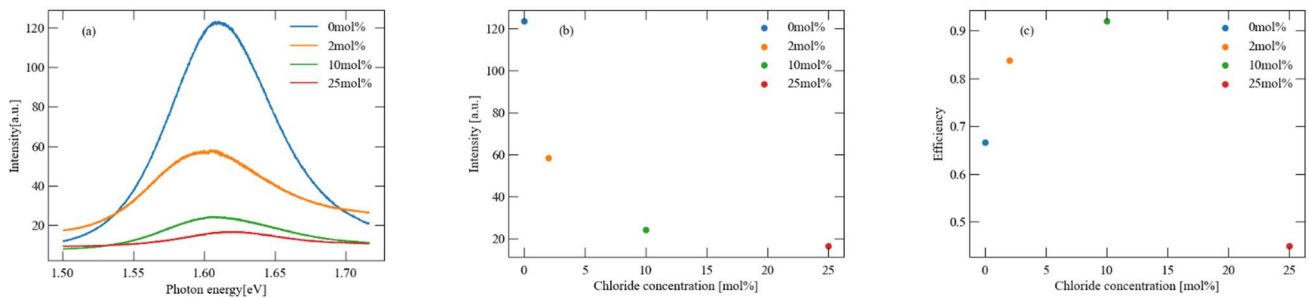 (a)
0mol%
2mol%
10mol%
25mol%
120
100
80
60
40
20
1.50
1.55
1.60
1.65
1.70
Intensity[a.u.]
Photon energy[eV]
(b)
0mol%
2mol%
10mol%
25mol%
120
100
80
60
40
20
0
5
10
15
20
25
Intensity [a.u.]
Chloride concentration [mol%]
(c)
0mol%
2mol%
10mol%
25mol%
0.9
0.8
0.7
0.6
0.5
0
5
10
15
20
25
Efficiency
Chloride concentration [mol%]